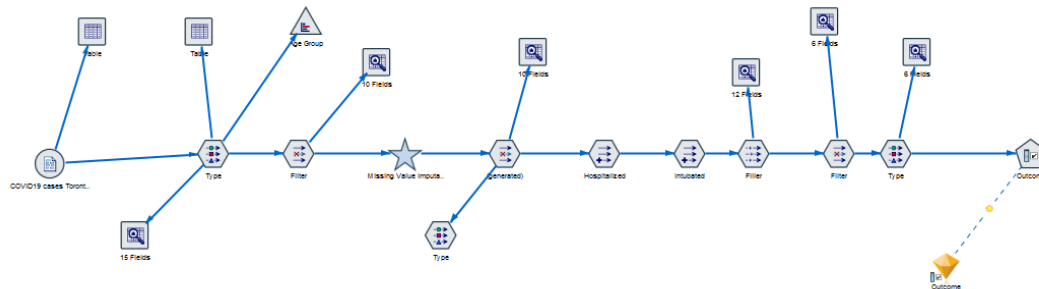 Table
Table
Age Group
10 Fields
10 Fields
12 Fields
6 Fields
6 Fields
COVID19 cases Toront..
Type
Filter
Missing Value Imputa..
(generated)
Hospitalized
Intubated
Filler
Filter
Type
Outcome
15 Fields
Type
Outcome